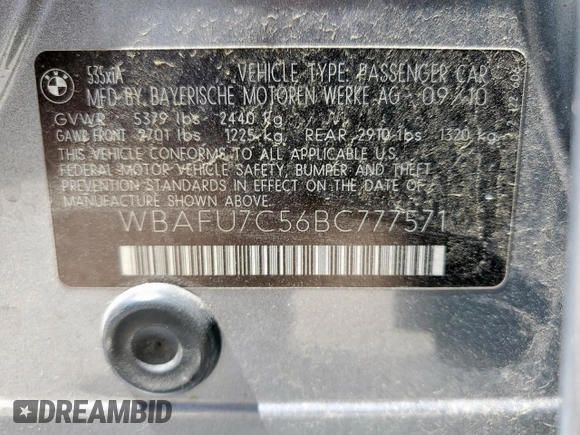 BMW
535xiA VEHICLE TYPE: PASSENGER CAR
MFD BY. BAYERISCHE MOTOREN WERKE AG 09/10
GVWR 5379 lbs 2440 kg
GAWR FRONT 2701 lbs 1225 kg, REAR 2910 lbs 1320 kg
THIS VEHICLE CONFORMS TO ALL APPLICABLE U.S.
FEDERAL MOTOR VEHICLE SAFETY, BUMPER AND THEFT
PREVENTION STANDARDS IN EFFECT ON THE DATE OF
MANUFACTURE SHOWN ABOVE.
WBAFU7C56BC777571
DREAMBID